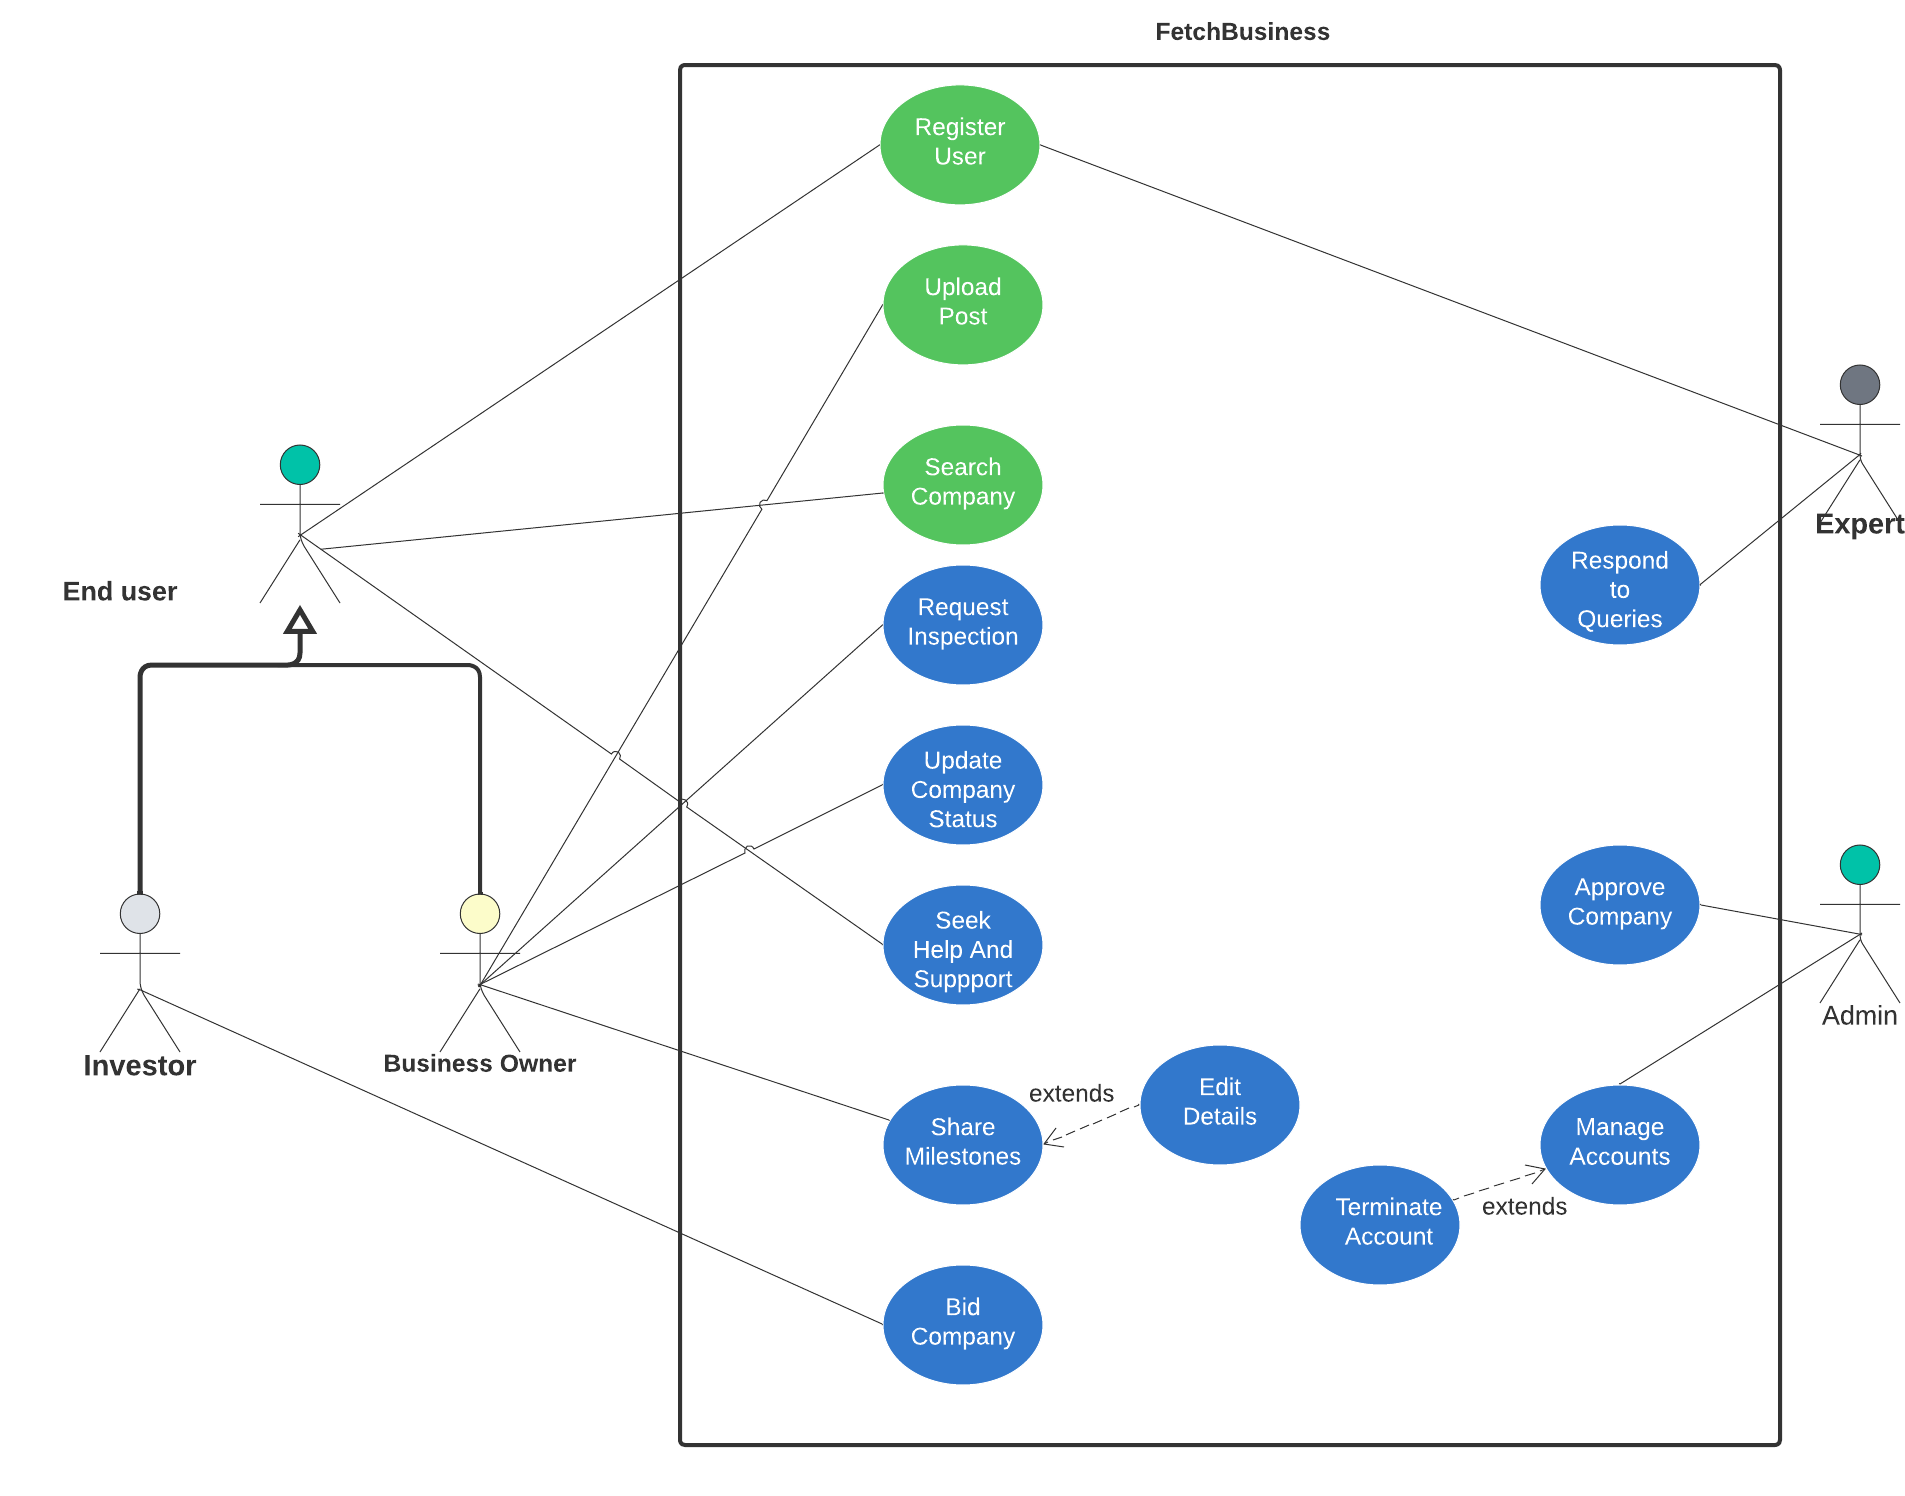 FetchBusiness
Register
User
Upload
Post
Search
Company
Expert
Respond
to
Queries
End user
Request
Inspection
Update
Company
Status
Approve
Company
Seek
Help And
Suppport
Admin
Investor
Business Owner
extends
Edit
Details
Share
Milestones
Manage
Accounts
Terminate
Account
extends
Bid
Company